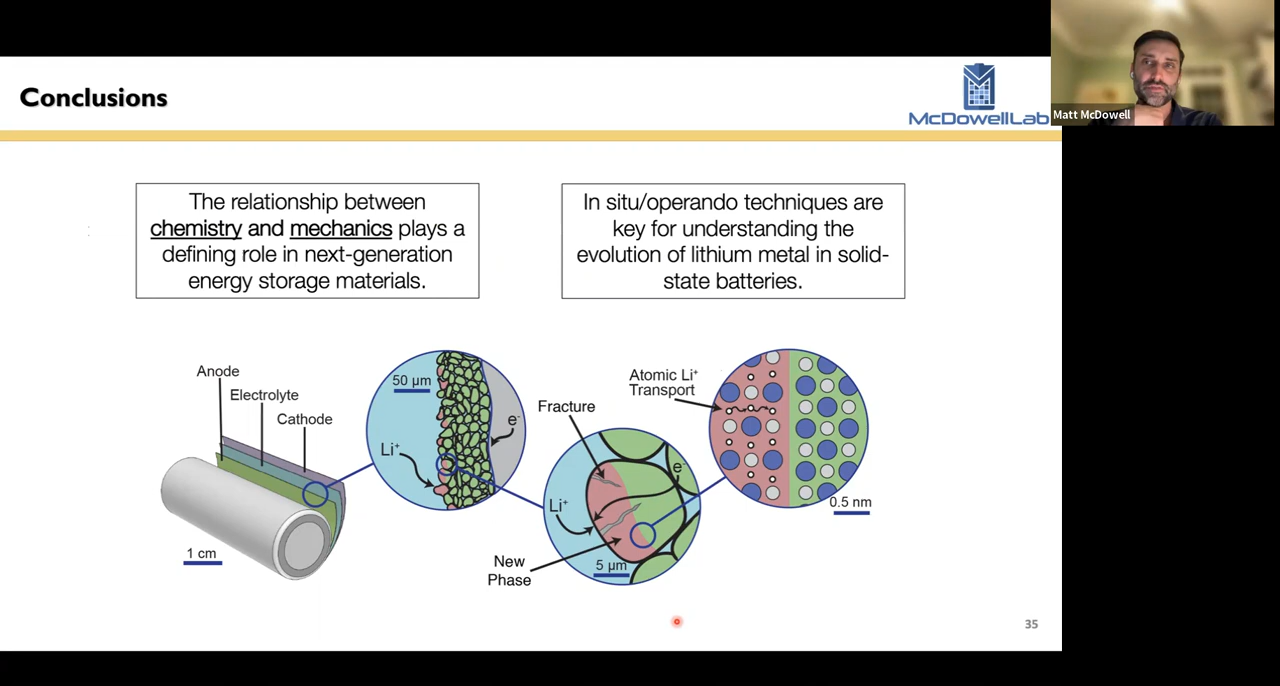 Conclusions
McDowellLab
Matt McDowell
The relationship between
chemistry and mechanics plays a
defining role in next-generation
energy storage materials.
In situ/operando techniques are
key for understanding the
evolution of lithium metal in solid-
state batteries.
Anode
Electrolyte
Cathode
1 cm
50 μm
Li⁺
e⁻
Fracture
Li⁺
e⁻
New
Phase
5 μm
Atomic Li⁺
Transport
0.5 nm
35